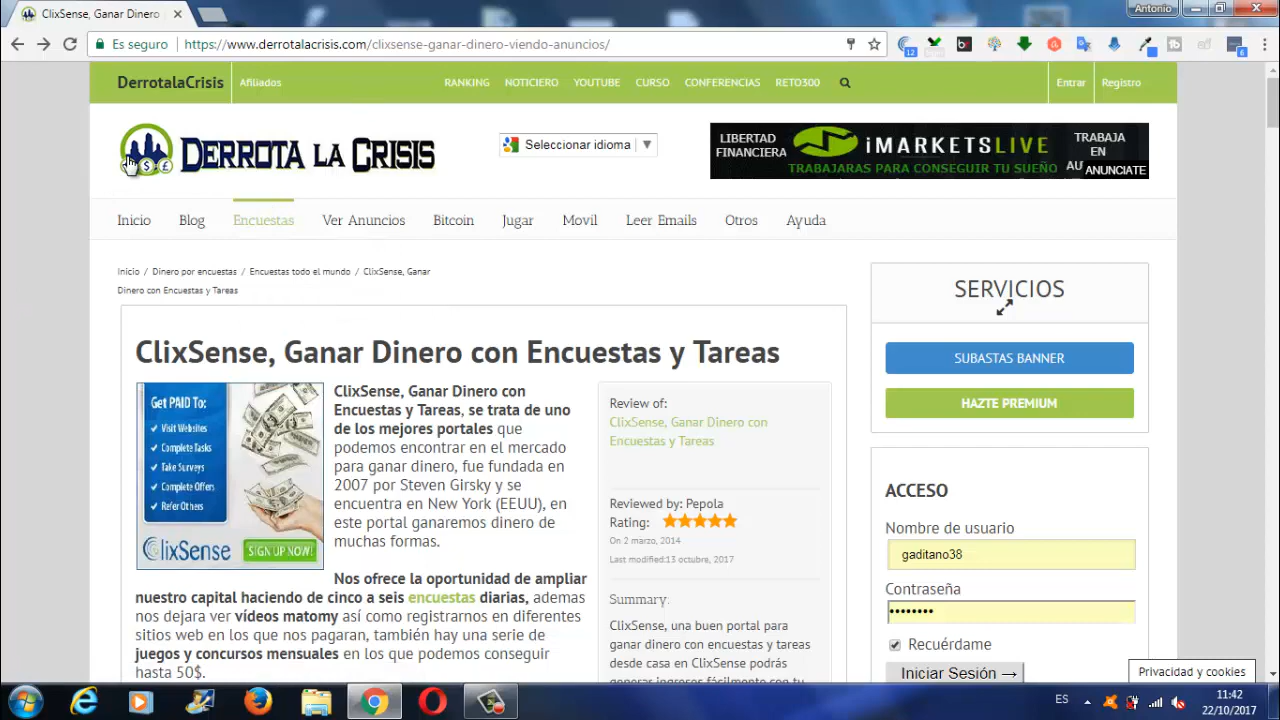 ClixSense, Ganar Dinero
Antonio
Es seguro
https://www.derrotalacrisis.com/clixsense-ganar-dinero-viendo-anuncios/
12
6
DerrotalaCrisis
Afiliados
RANKING
NOTICIERO
YOUTUBE
CURSO
CONFERENCIAS
RETO300
Entrar
Registro
DERROTA LA CRISIS
Seleccionar idioma
LIBERTAD
FINANCIERA
iMARKETSLIVE
TRABAJARAS PARA CONSEGUIR TU SUEÑO
TRABAJA
EN
AU
ANUNCIATE
Inicio
Blog
Encuestas
Ver Anuncios
Bitcoin
Jugar
Movil
Leer Emails
Otros
Ayuda
Inicio / Dinero por encuestas / Encuestas todo el mundo / ClixSense, Ganar
Dinero con Encuestas y Tareas
ClixSense, Ganar Dinero con Encuestas y Tareas
Get PAID To:
Visit Websites
Complete Tasks
Take Surveys
Complete Offers
Refer Others
ClixSense
SIGN UP NOW!
ClixSense, Ganar Dinero con
Encuestas y Tareas, se trata de uno
de los mejores portales que
podemos encontrar en el mercado
para ganar dinero, fue fundada en
2007 por Steven Girsky y se
encuentra en New York (EEUU), en
este portal ganaremos dinero de
muchas formas.
Nos ofrece la oportunidad de ampliar
nuestro capital haciendo de cinco a seis encuestas diarias, ademas
nos dejara ver vídeos matomy así como registrarnos en diferentes
sitios web en los que nos pagaran, también hay una serie de
juegos y concursos mensuales en los que podemos conseguir
hasta 50$.
Review of:
ClixSense, Ganar Dinero con
Encuestas y Tareas
Reviewed by: Pepola
Rating:
On 2 marzo, 2014
Last modified:13 octubre, 2017
Summary:
ClixSense, una buen portal para
ganar dinero con encuestas y tareas
desde casa en ClixSense podrás
generar ingresos fácilmente con tu
SERVICIOS
SUBASTAS BANNER
HAZTE PREMIUM
ACCESO
Nombre de usuario
gaditano38
Contraseña
••••••••
Recuérdame
Iniciar Sesión →
Privacidad y cookies
ES
11:42
22/10/2017